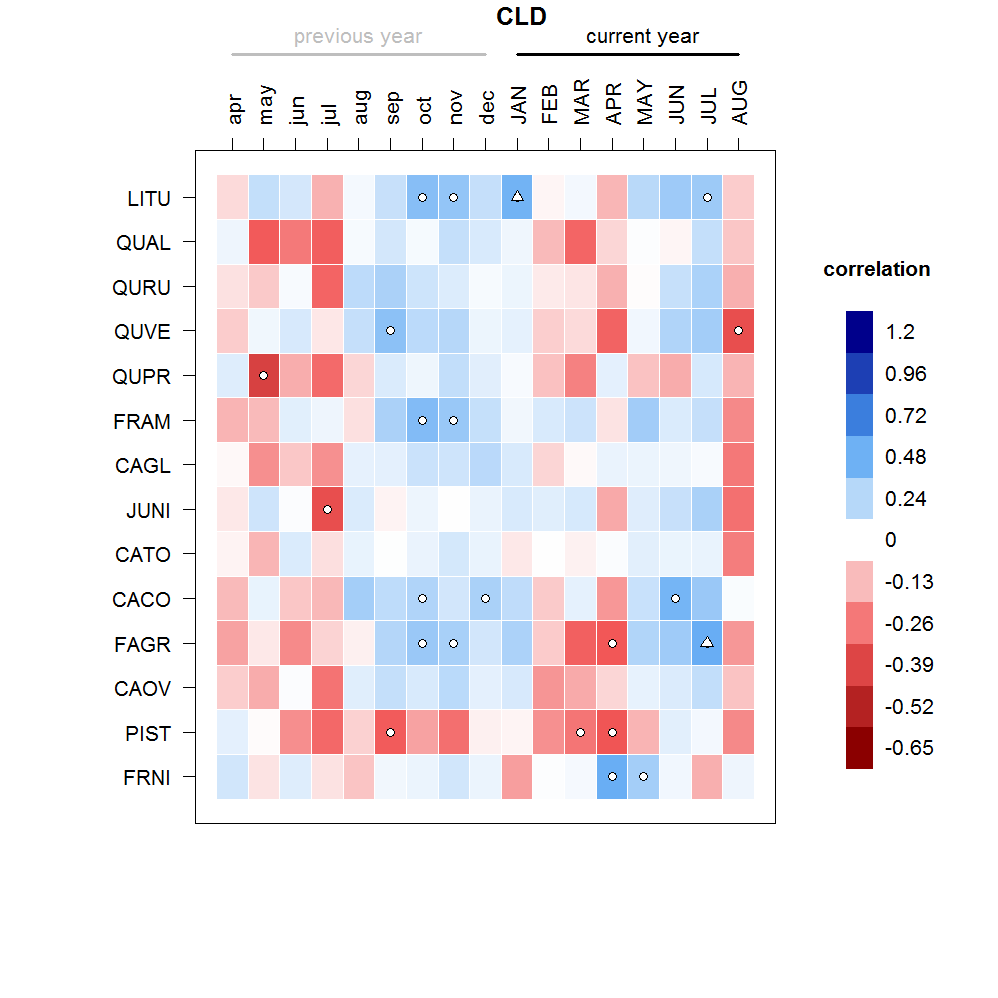 CLD
previous year
current year
apr
may
jun
jul
aug
sep
oct
nov
dec
JAN
FEB
MAR
APR
MAY
JUN
JUL
AUG
LITU
QUAL
QURU
QUVE
QUPR
FRAM
CAGL
JUNI
CATO
CACO
FAGR
CAOV
PIST
FRNI
correlation
1.2
0.96
0.72
0.48
0.24
0
-0.13
-0.26
-0.39
-0.52
-0.65